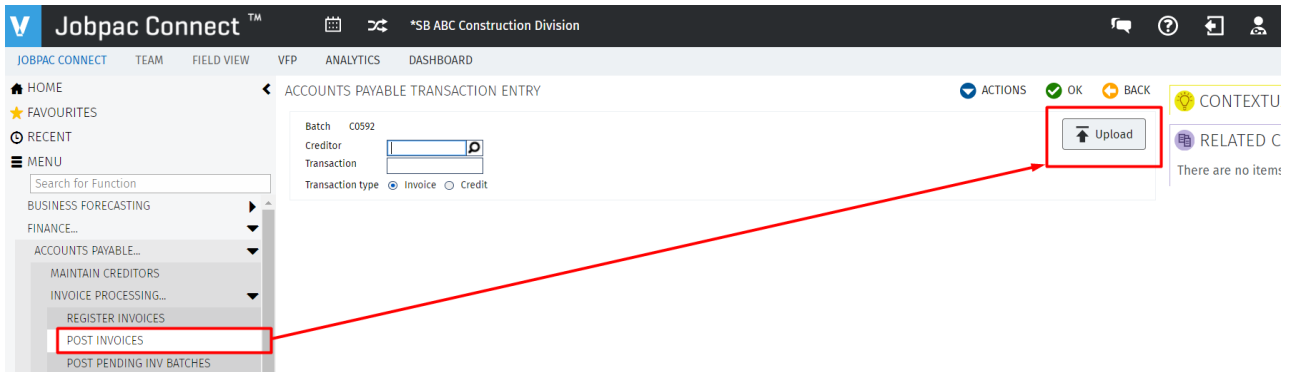 V Jobpac Connect ™ *SB ABC Construction Division
JOBPAC CONNECT TEAM FIELD VIEW VFP ANALYTICS DASHBOARD
HOME
FAVOURITES
RECENT
MENU
Search for Function
BUSINESS FORECASTING
FINANCE...
ACCOUNTS PAYABLE...
MAINTAIN CREDITORS
INVOICE PROCESSING...
REGISTER INVOICES
POST INVOICES
POST PENDING INV BATCHES
ACCOUNTS PAYABLE TRANSACTION ENTRY
ACTIONS OK BACK
Batch C0592
Creditor
Transaction
Transaction type Invoice Credit
Upload
CONTEXTU
RELATED C
There are no items